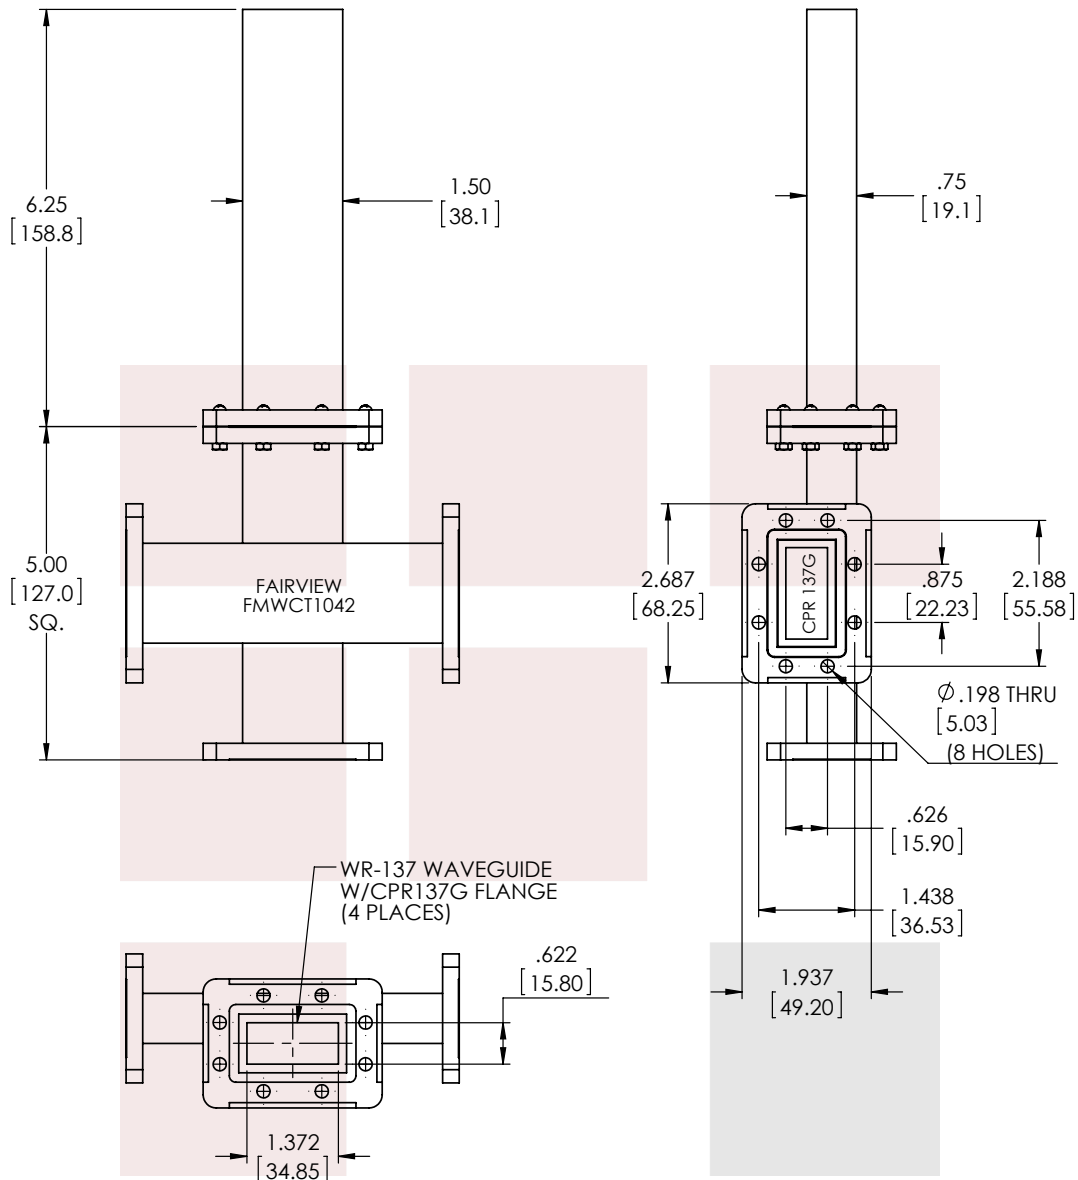 6.25
[158.8]
1.50
[38.1]
.75
[19.1]
5.00
[127.0]
SQ.
FAIRVIEW
FMWCT1042
2.687
[68.25]
CPR 137G
.875
[22.23]
2.188
[55.58]
Ø .198 THRU
[5.03]
(8 HOLES)
.626
[15.90]
1.438
[36.53]
1.937
[49.20]
WR-137 WAVEGUIDE
W/CPR137G FLANGE
(4 PLACES)
.622
[15.80]
1.372
[34.85]